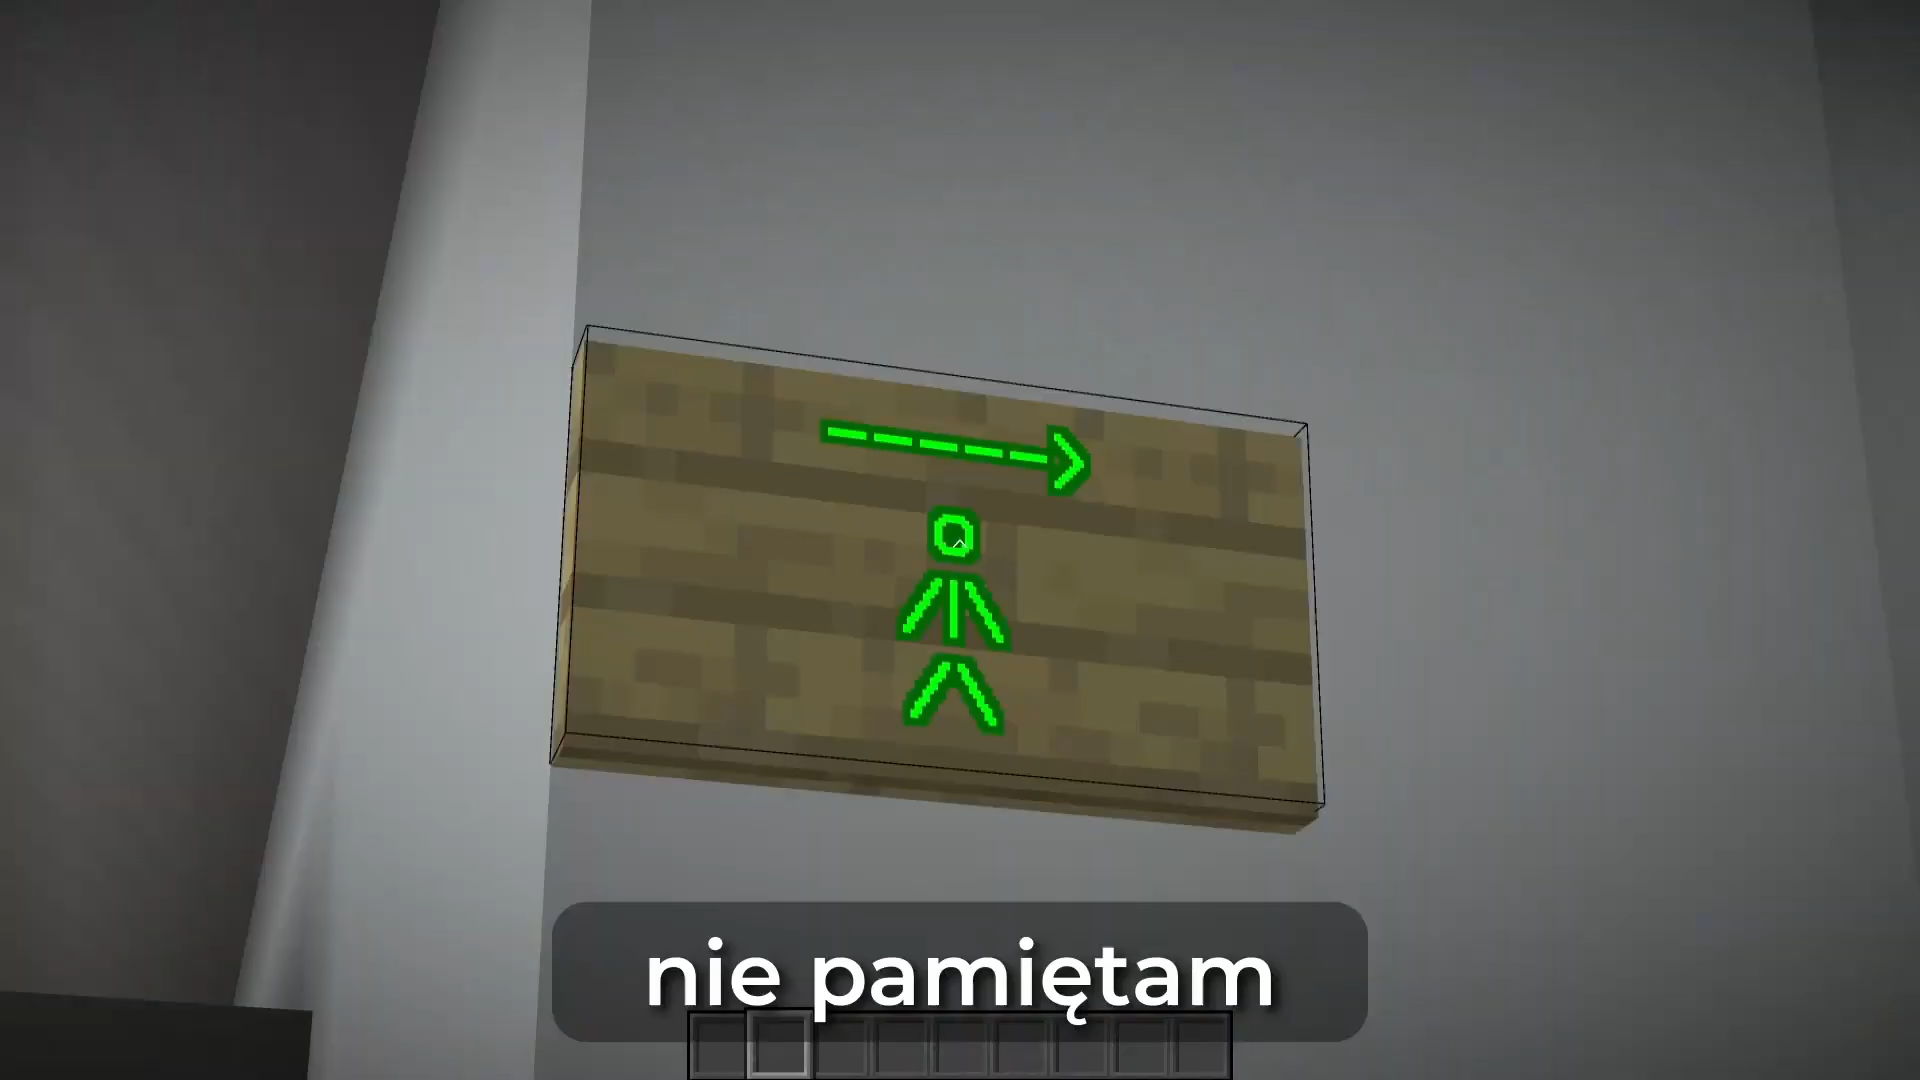 ----->
O
/|\
/\
nie pamiętam